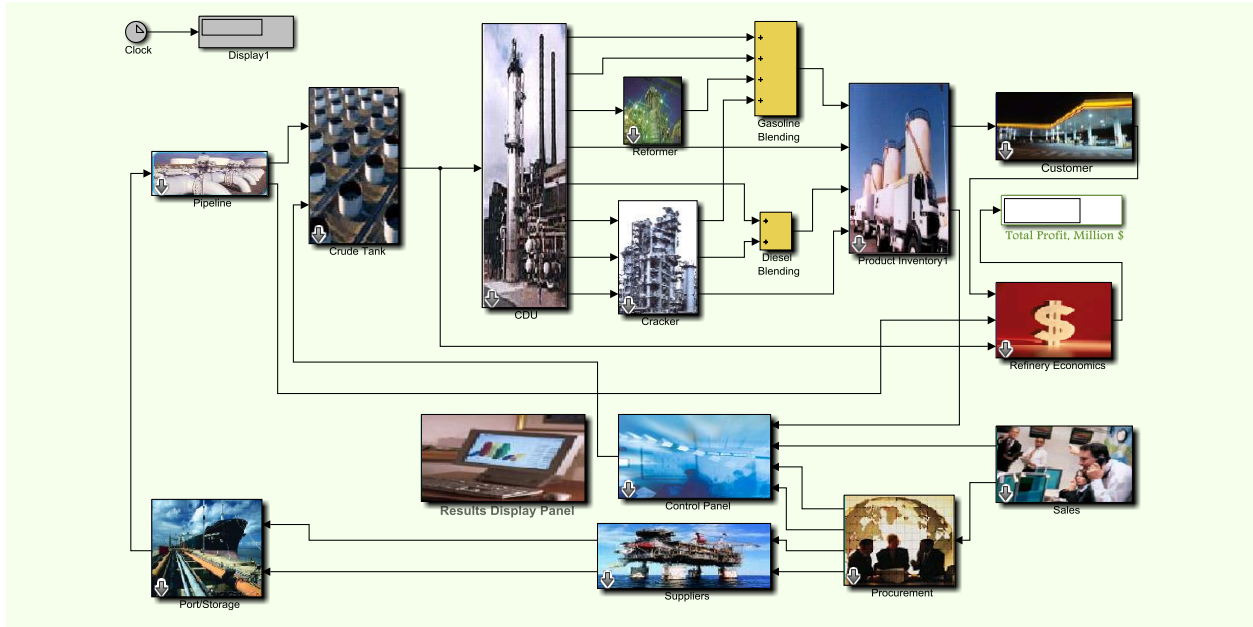 Clock
Display1
Pipeline
Crude Tank
CDU
Reformer
Cracker
+
+
+
+
Gasoline
Blending
+
+
Diesel
Blending
Product Inventory1
Customer
Total Profit, Million $
Refinery Economics
Results Display Panel
Control Panel
Sales
Port/Storage
Suppliers
Procurement